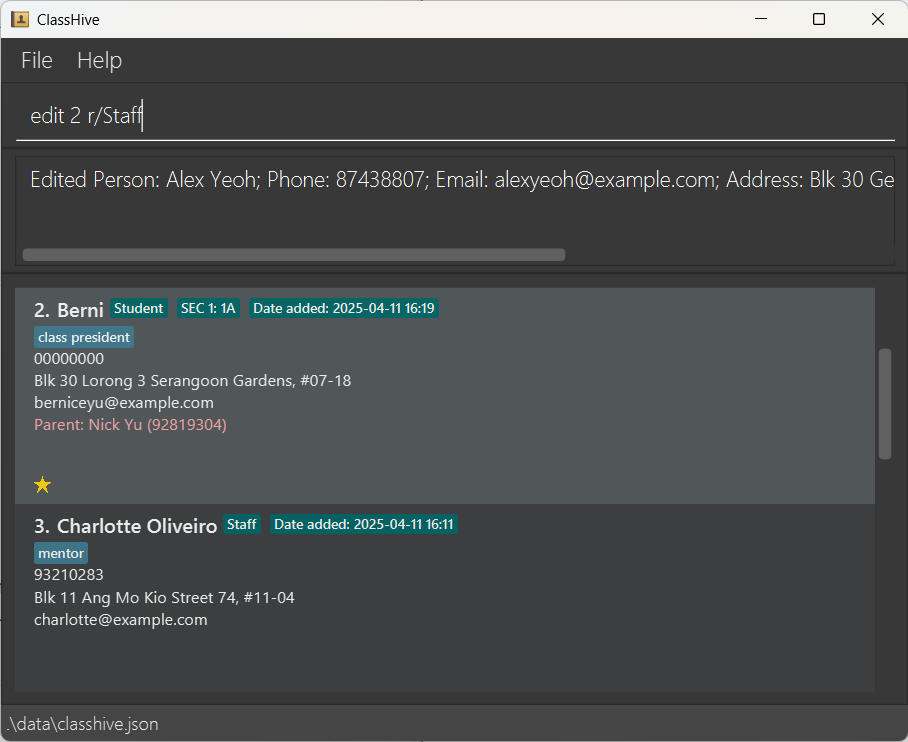 ClassHive
File Help
edit 2 r/Staff
Edited Person: Alex Yeoh; Phone: 87438807; Email: alexyeoh@example.com; Address: Blk 30 Ge
2. Berni Student SEC 1: 1A Date added: 2025-04-11 16:19
class president
00000000
Blk 30 Lorong 3 Serangoon Gardens, #07-18
berniceyu@example.com
Parent: Nick Yu (92819304)
3. Charlotte Oliveiro Staff Date added: 2025-04-11 16:11
mentor
93210283
Blk 11 Ang Mo Kio Street 74, #11-04
charlotte@example.com
.\data\classhive.json